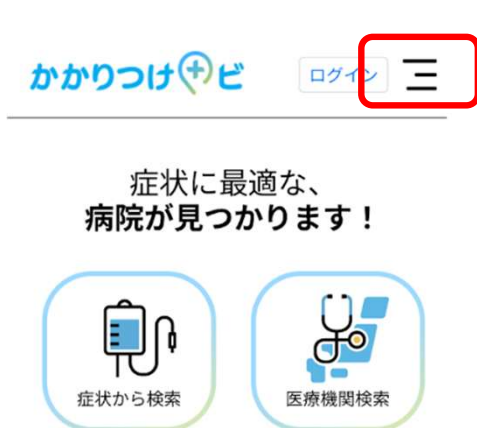 かかりつけナビ
ログイン
症状に最適な、
病院が見つかります！
症状から検索
医療機関検索